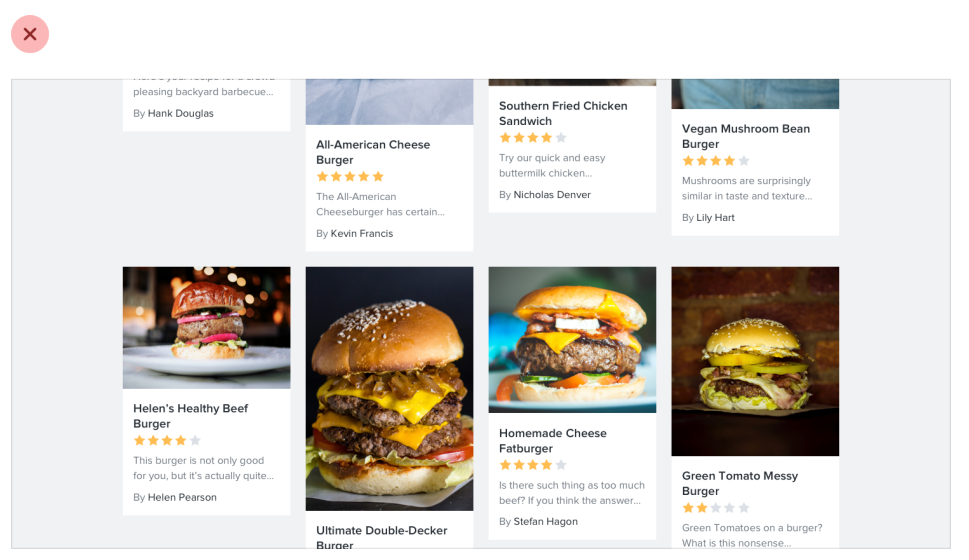 Here's your recipe for a crowd
pleasing backyard barbecue...
By Hank Douglas
All-American Cheese
Burger
The All-American
Cheeseburger has certain...
By Kevin Francis
Southern Fried Chicken
Sandwich
Try our quick and easy
buttermilk chicken...
By Nicholas Denver
Vegan Mushroom Bean
Burger
Mushrooms are surprisingly
similar in taste and texture...
By Lily Hart
Helen's Healthy Beef
Burger
This burger is not only good
for you, but it's actually quite...
By Helen Pearson
Ultimate Double-Decker
Burger
Homemade Cheese
Fatburger
Is there such thing as too much
beef? If you think the answer...
By Stefan Hagon
Green Tomato Messy
Burger
Green Tomatoes on a burger?
What is this nonsense...